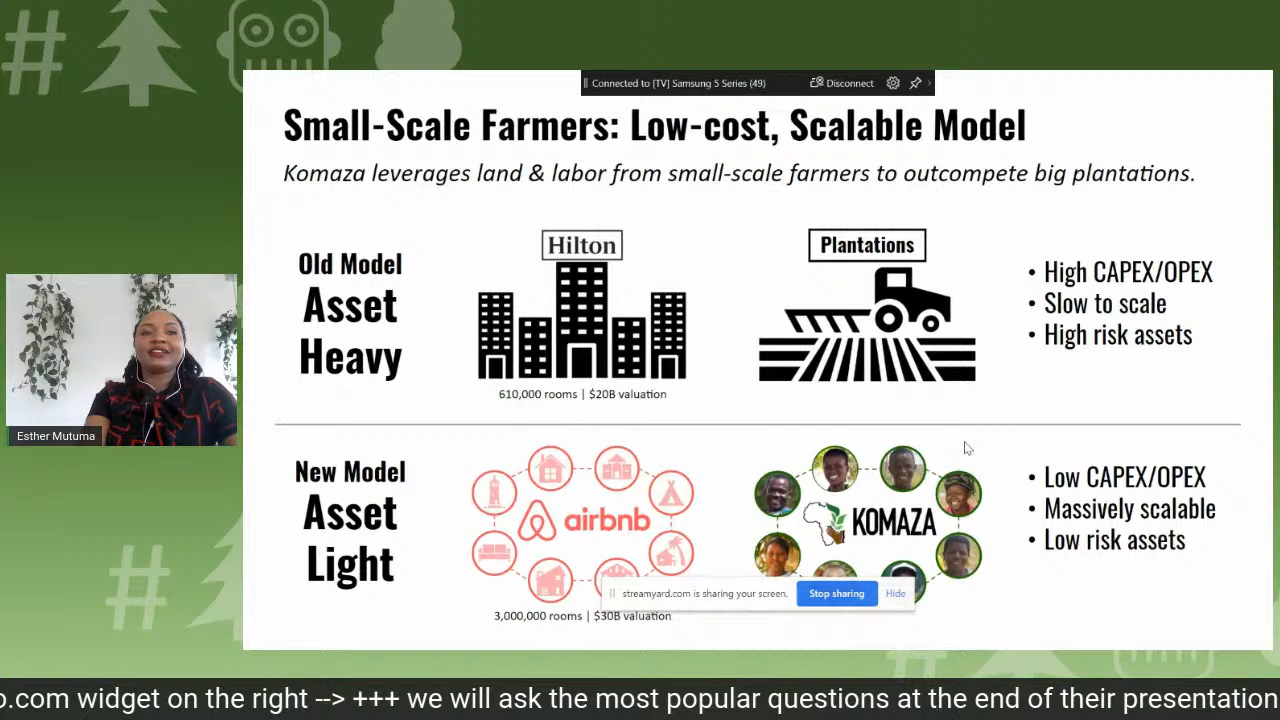 #
Connected to [TV] Samsung 5 Series (49)
Disconnect
Small-Scale Farmers: Low-cost, Scalable Model
Komaza leverages land & labor from small-scale farmers to outcompete big plantations.
Old Model
Asset
Heavy
Hilton
610,000 rooms | $20B valuation
Plantations
• High CAPEX/OPEX
• Slow to scale
• High risk assets
Esther Mutuma
New Model
Asset
Light
airbnb
3,000,000 rooms | $30B valuation
KOMAZA
• Low CAPEX/OPEX
• Massively scalable
• Low risk assets
streamyard.com is sharing your screen.
Stop sharing
Hide
#
#
o.com widget on the right --> +++ we will ask the most popular questions at the end of their presentation